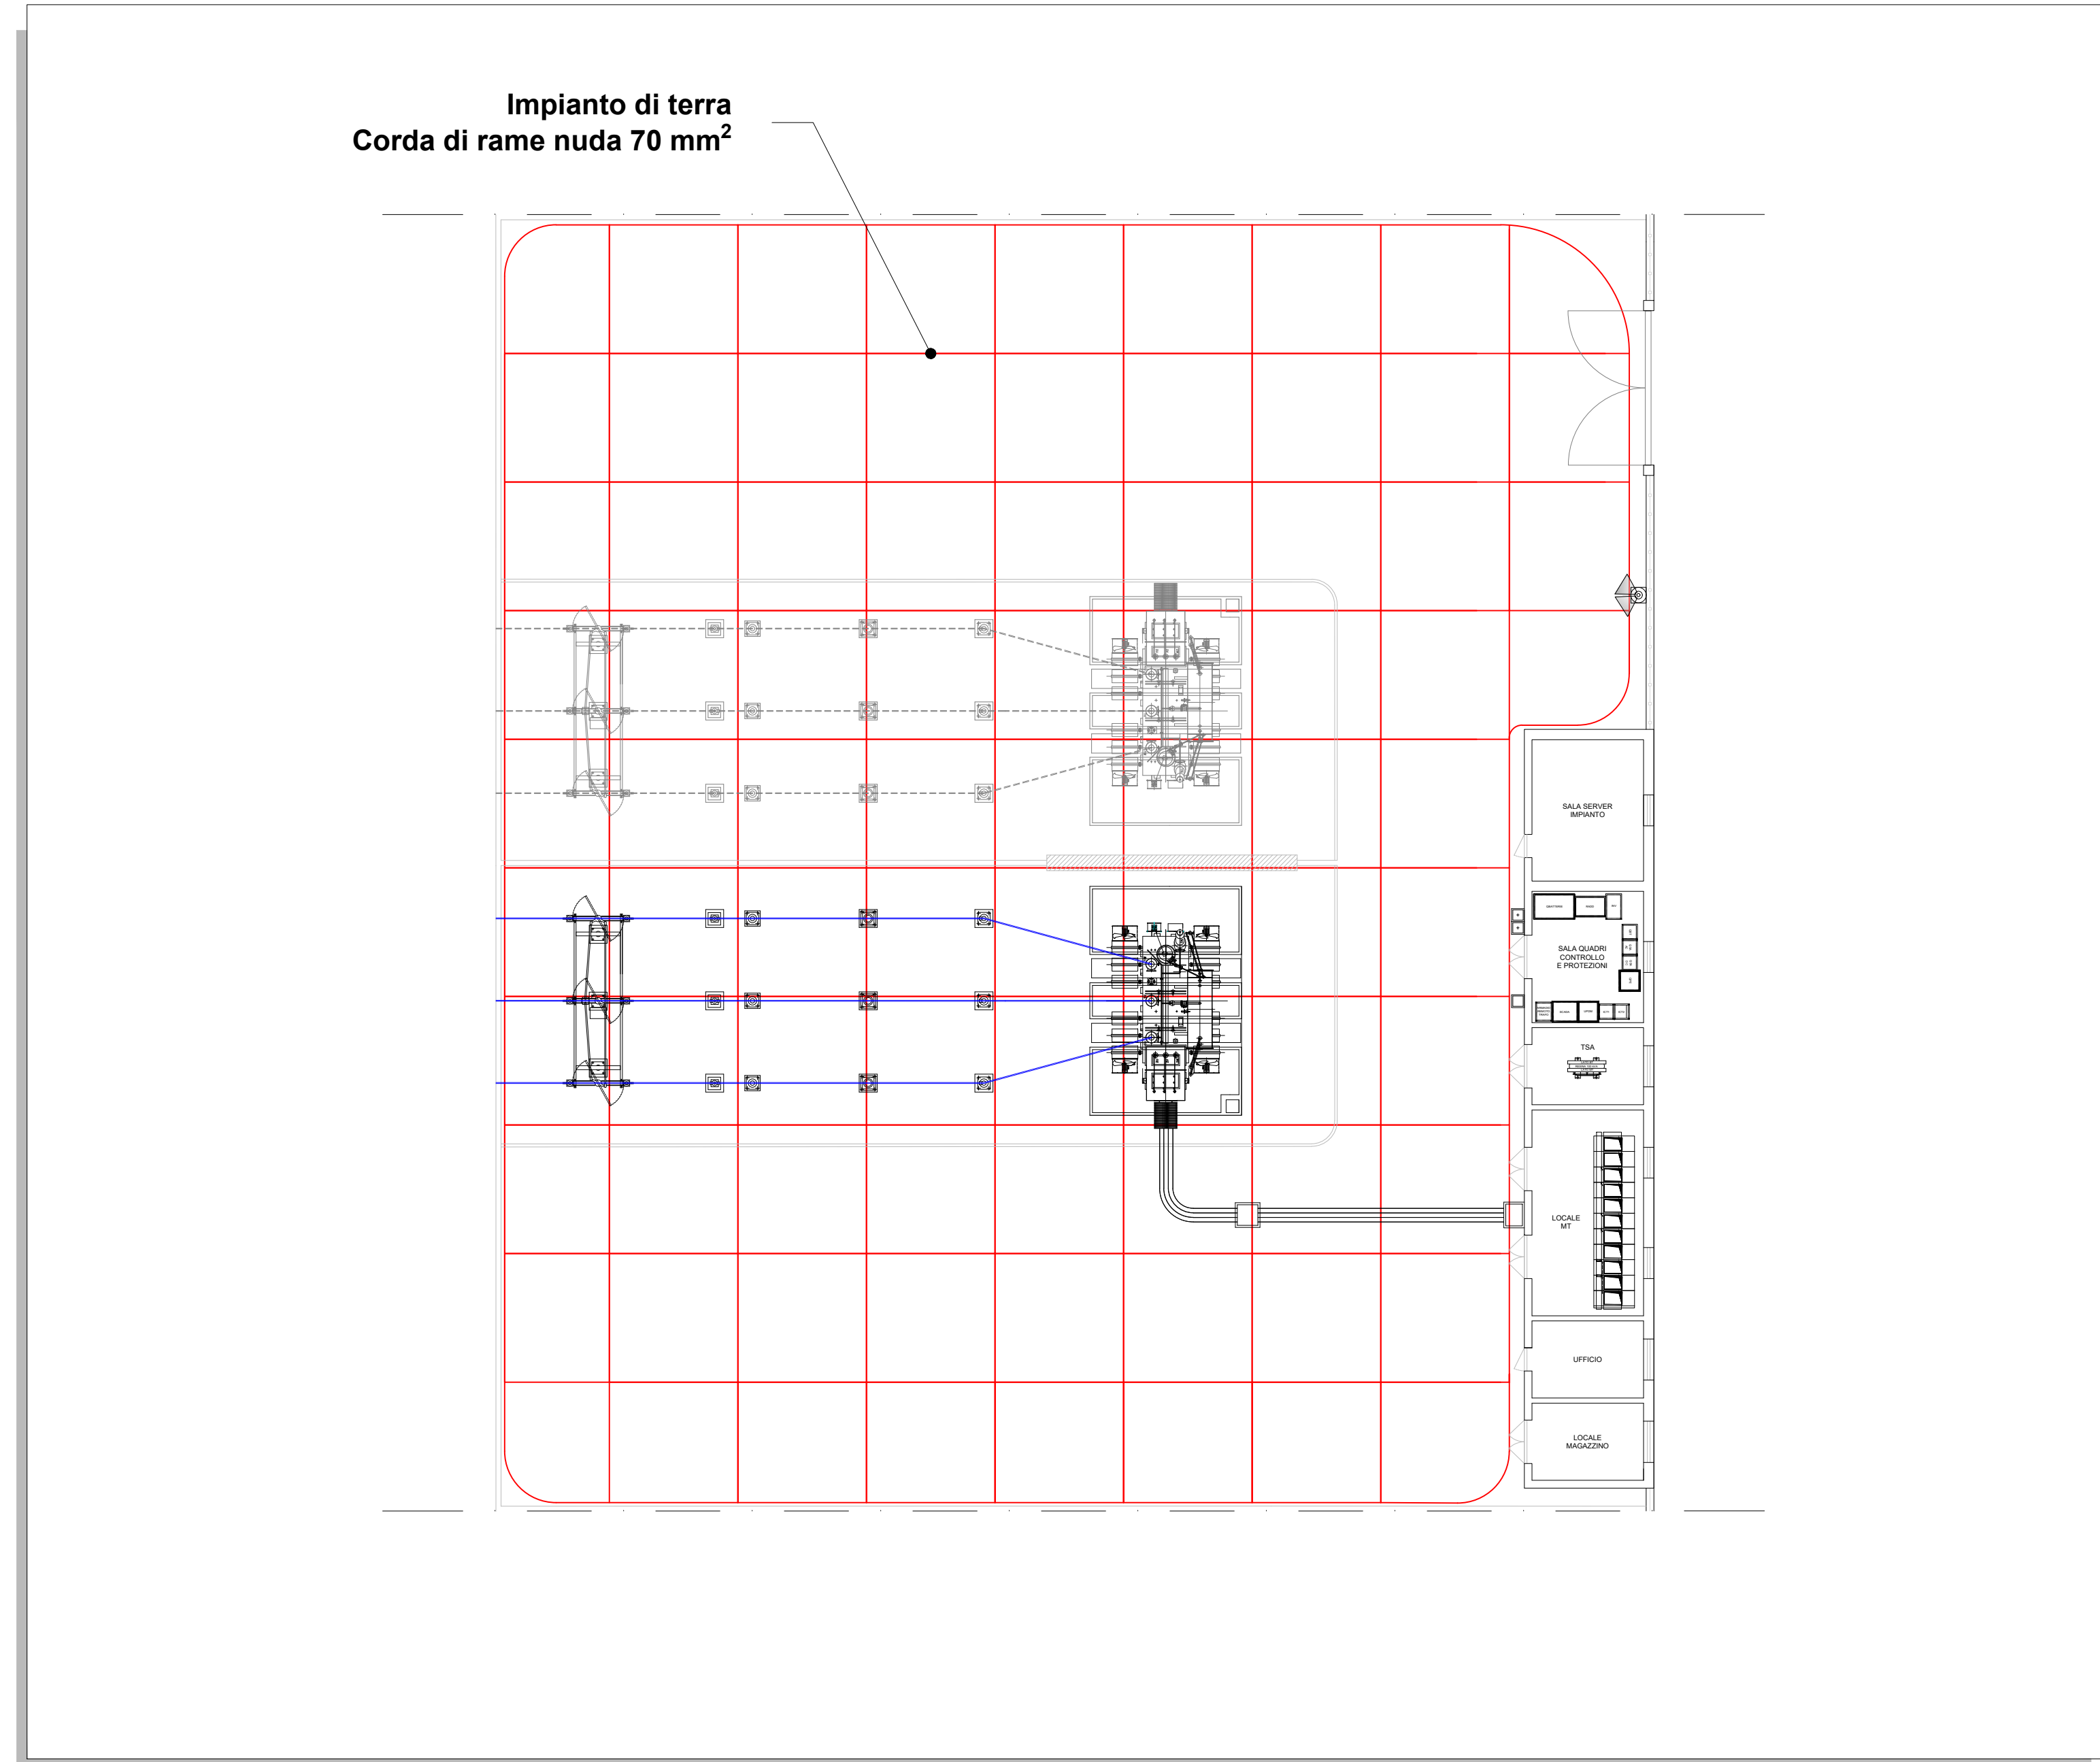 Impianto di terra
Corda di rame nuda 70 mm²
SALA SERVER
IMPIANTO
SALA QUADRI
CONTROLLO
E PROTEZIONI
TSA
LOCALE
MT
UFFICIO
LOCALE
MAGAZZINO